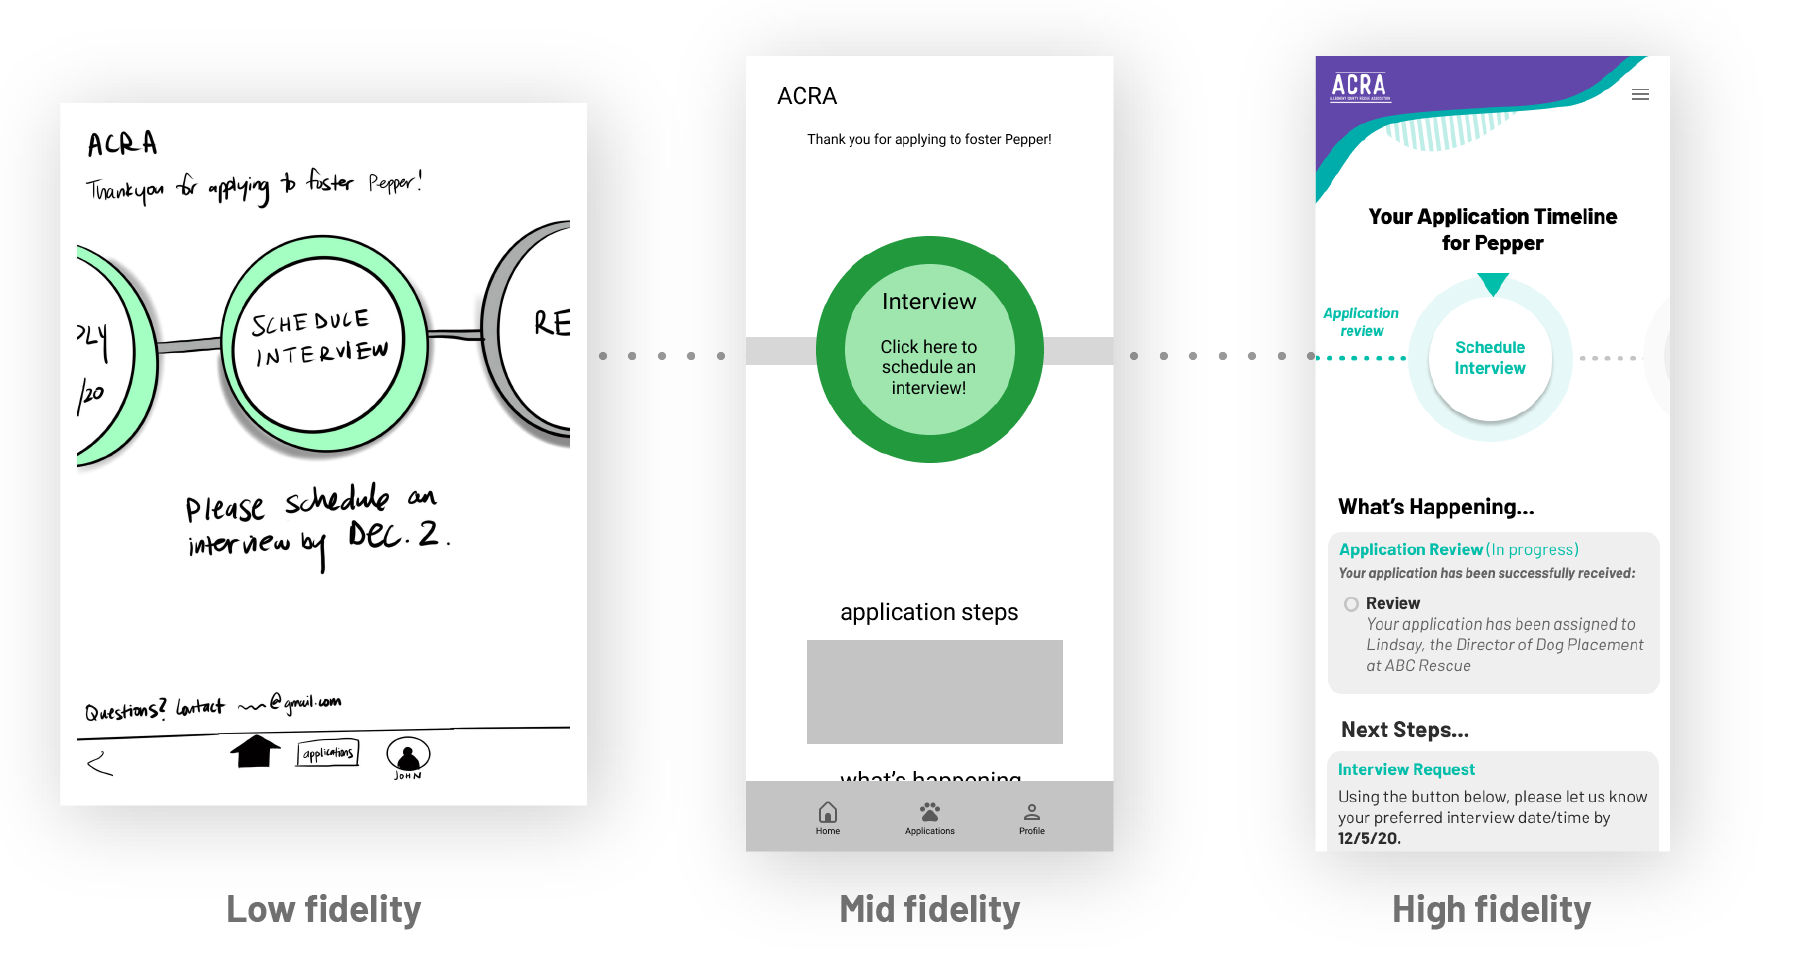 ACRA
Thank you for applying to foster Pepper!
PLY
/20
SCHEDULE
INTERVIEW
RE
Please schedule an
interview by DEC. 2.
Questions? Contact @gmail.com
applications
JOHN
Low fidelity
ACRA
Thank you for applying to foster Pepper!
Interview
Click here to
schedule an
interview!
application steps
what's happening
Home
Applications
Profile
Mid fidelity
ACRA
Your Application Timeline
for Pepper
Application
review
Schedule
Interview
What's Happening...
Application Review (In progress)
Your application has been successfully received:
Review
Your application has been assigned to
Lindsay, the Director of Dog Placement
at ABC Rescue
Next Steps...
Interview Request
Using the button below, please let us know
your preferred interview date/time by
12/5/20.
High fidelity